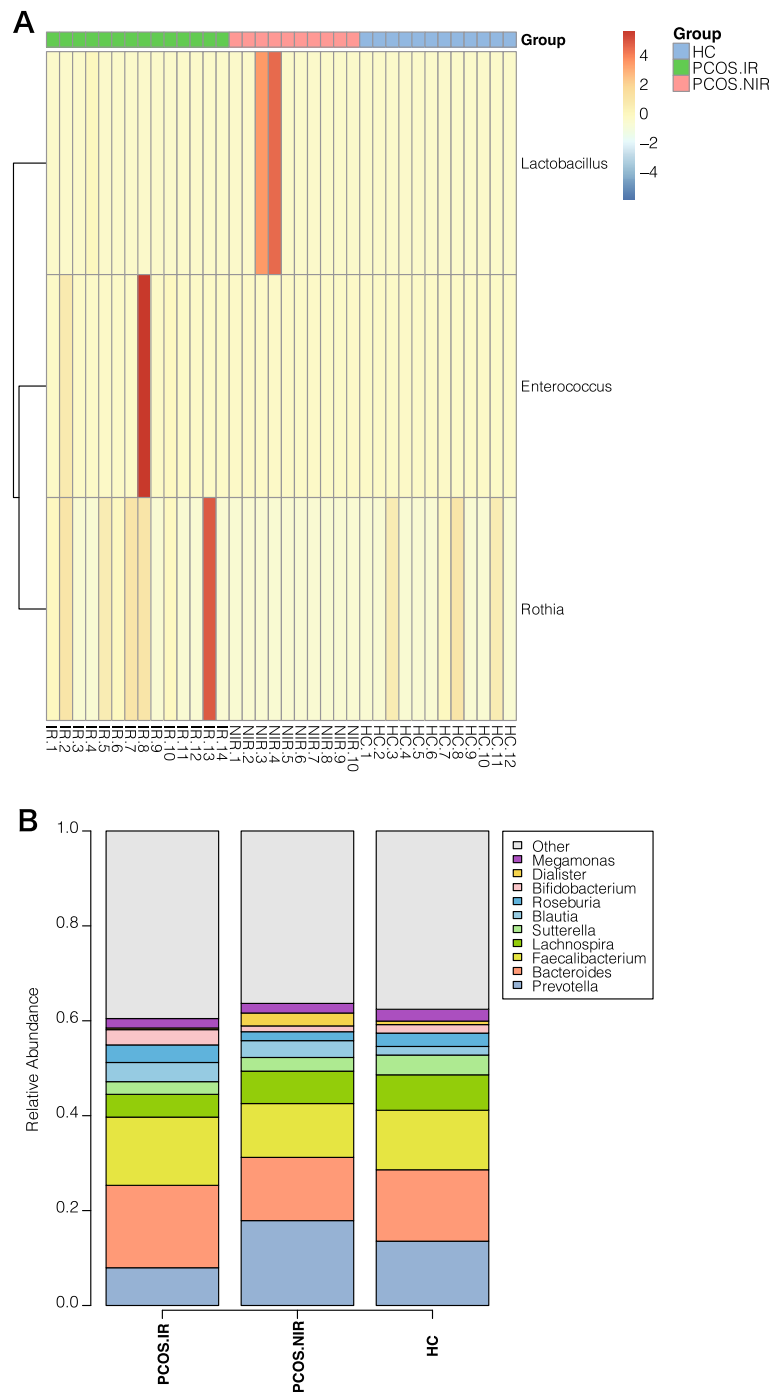 A
Group
Group
HC
PCOS.IR
PCOS.NIR
4
2
0
−2
−4
Lactobacillus
Enterococcus
Rothia
IR.1
IR.2
IR.3
IR.4
IR.5
IR.6
IR.7
IR.8
IR.9
IR.10
IR.11
IR.12
IR.13
IR.14
NIR.1
NIR.2
NIR.3
NIR.4
NIR.5
NIR.6
NIR.7
NIR.8
NIR.9
NIR.10
HC.1
HC.2
HC.3
HC.4
HC.5
HC.6
HC.7
HC.8
HC.9
HC.10
HC.11
HC.12
B
Relative Abundance
1.0
0.8
0.6
0.4
0.2
0.0
Other
Megamonas
Dialister
Bifidobacterium
Roseburia
Blautia
Sutterella
Lachnospira
Faecalibacterium
Bacteroides
Prevotella
PCOS.IR
PCOS.NIR
HC